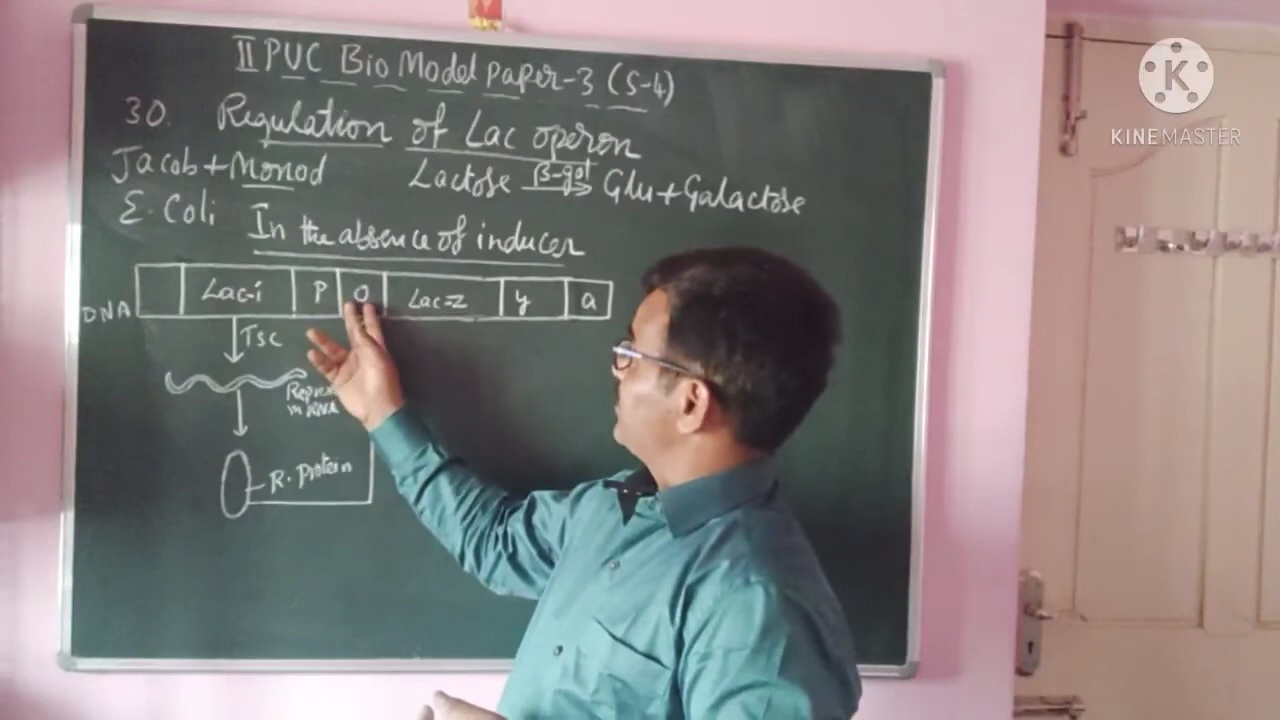 II PUC Bio Model Paper-3 (S-4)
30. Regulation of Lac operon
Jacob + Monod Lactose β-gal Glu+Galactose
E. Coli In the absence of inducer
DNA Lac-i P O Lac-z y a
Tsc
mRNA
R. Protein
K
KINEMASTER